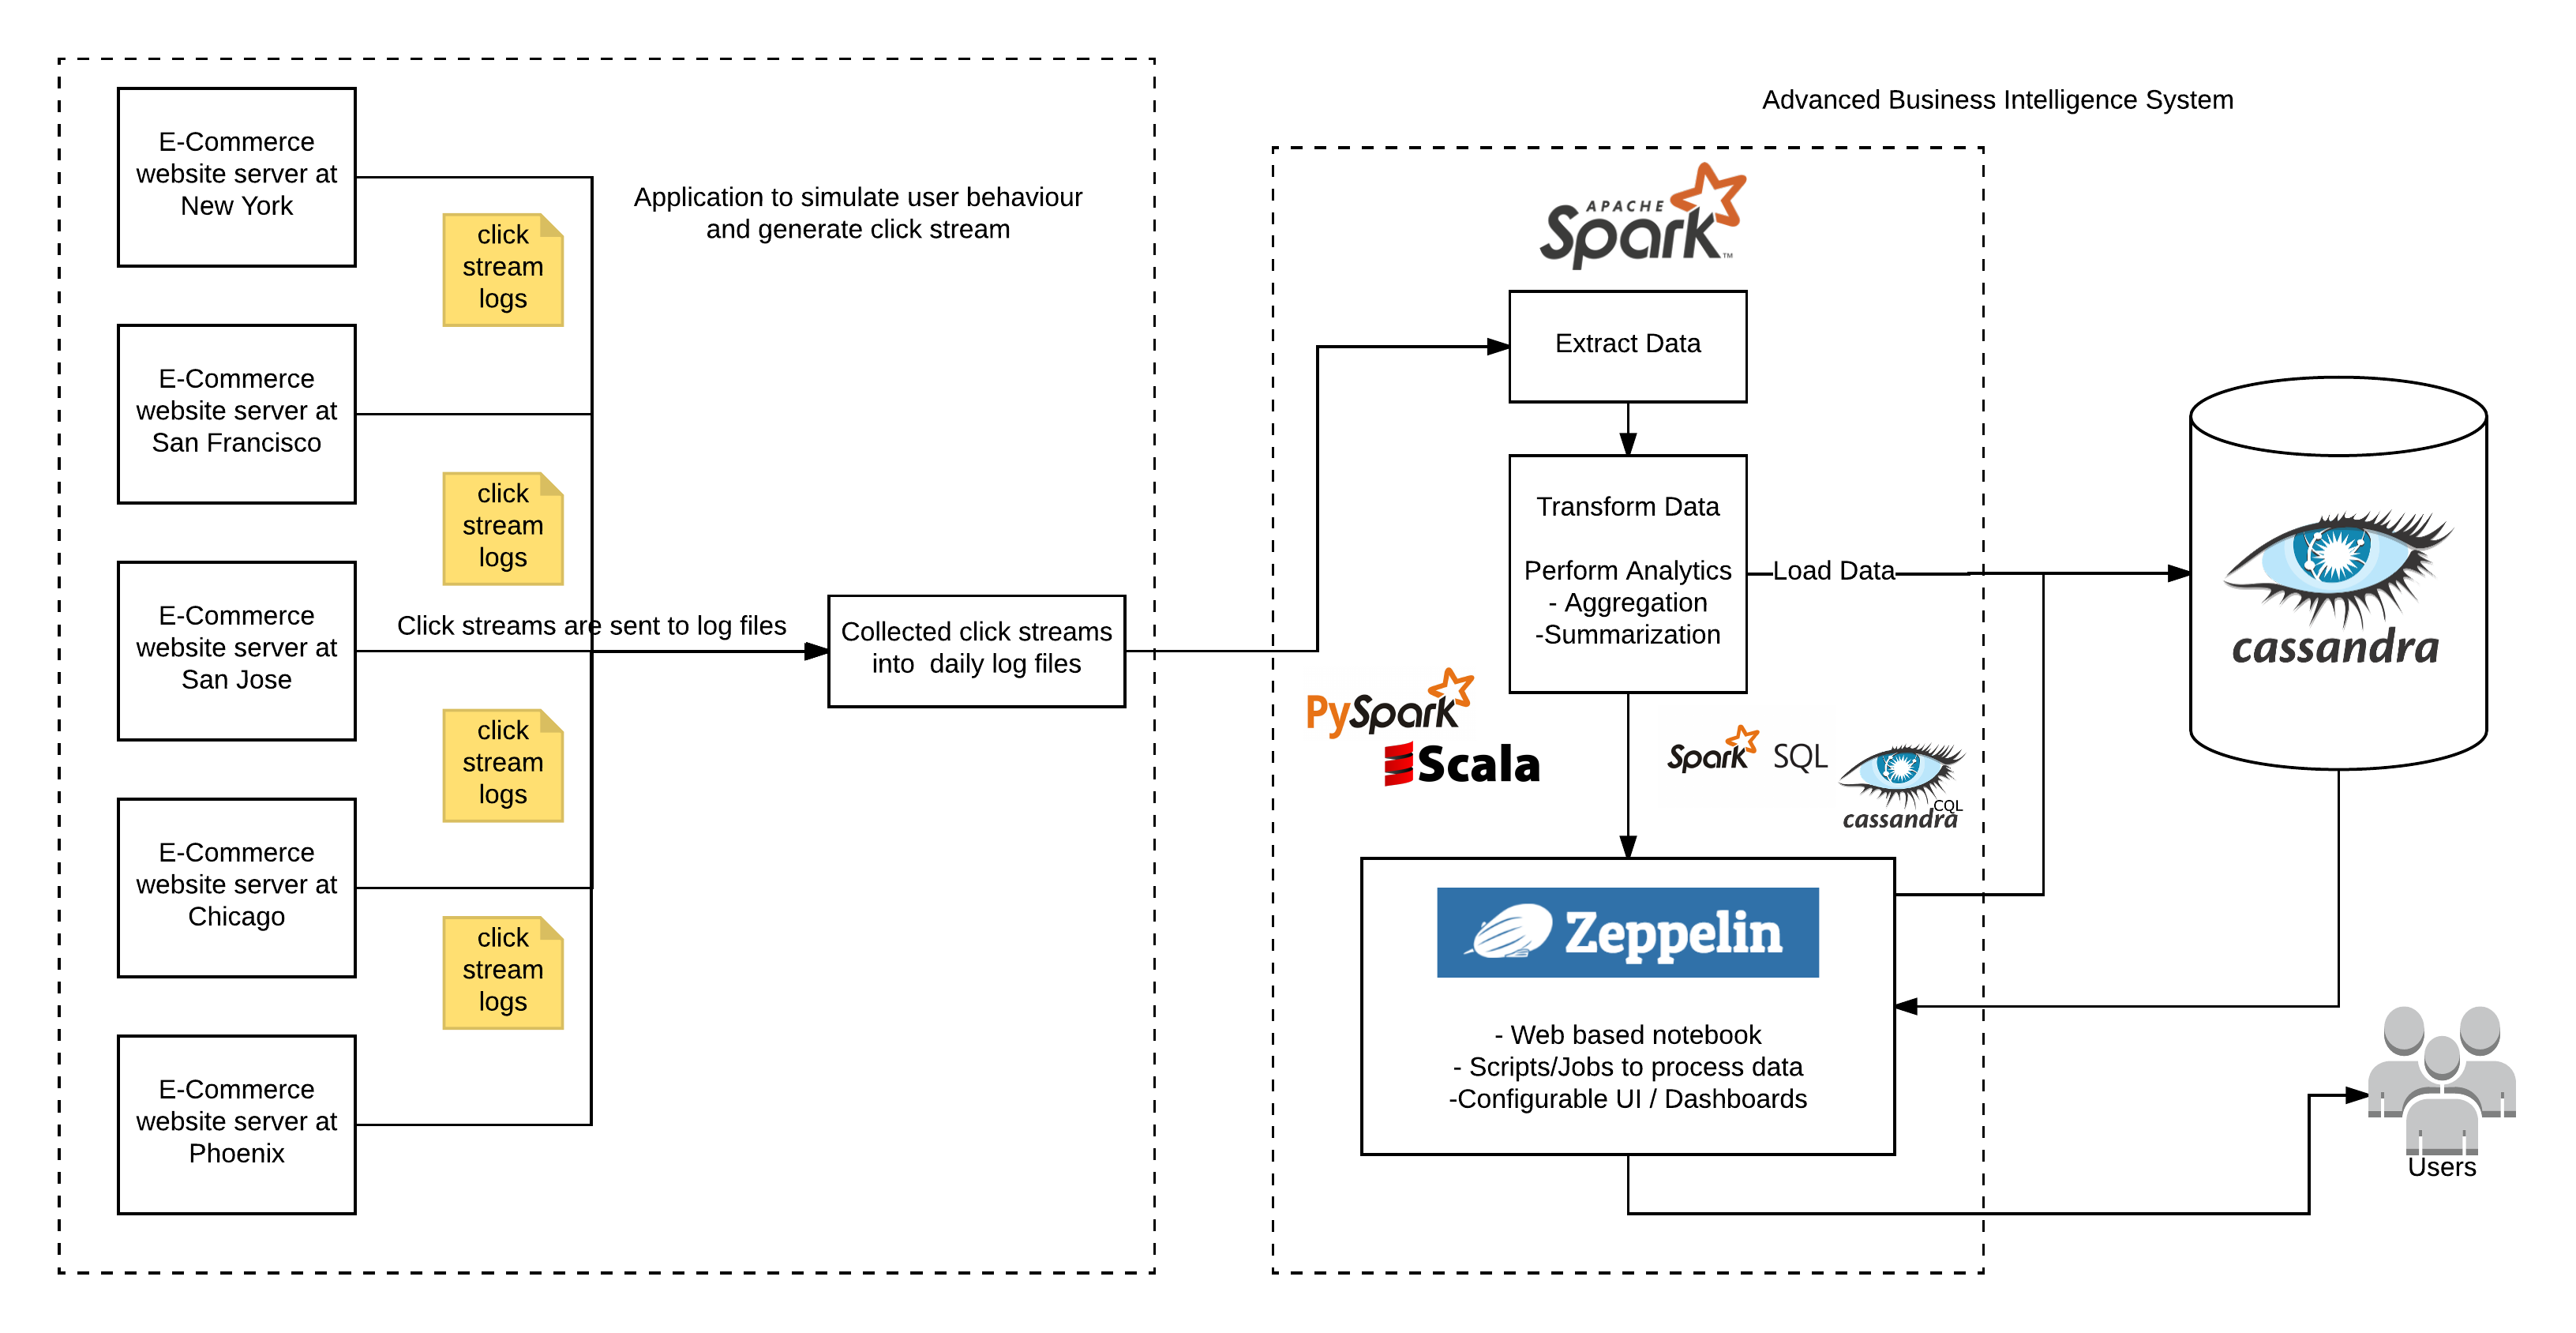 E-Commerce
website server at
New York
click
stream
logs
Application to simulate user behaviour
and generate click stream
E-Commerce
website server at
San Francisco
click
stream
logs
E-Commerce
website server at
San Jose
Click streams are sent to log files
Collected click streams
into  daily log files
click
stream
logs
E-Commerce
website server at
Chicago
click
stream
logs
E-Commerce
website server at
Phoenix
Advanced Business Intelligence System
APACHE
Spark™
Extract Data
Transform Data
Perform Analytics
- Aggregation
-Summarization
Load Data
cassandra
PySpark
Scala
Spark SQL
CQL
cassandra
Zeppelin
- Web based notebook
- Scripts/Jobs to process data
-Configurable UI / Dashboards
Users